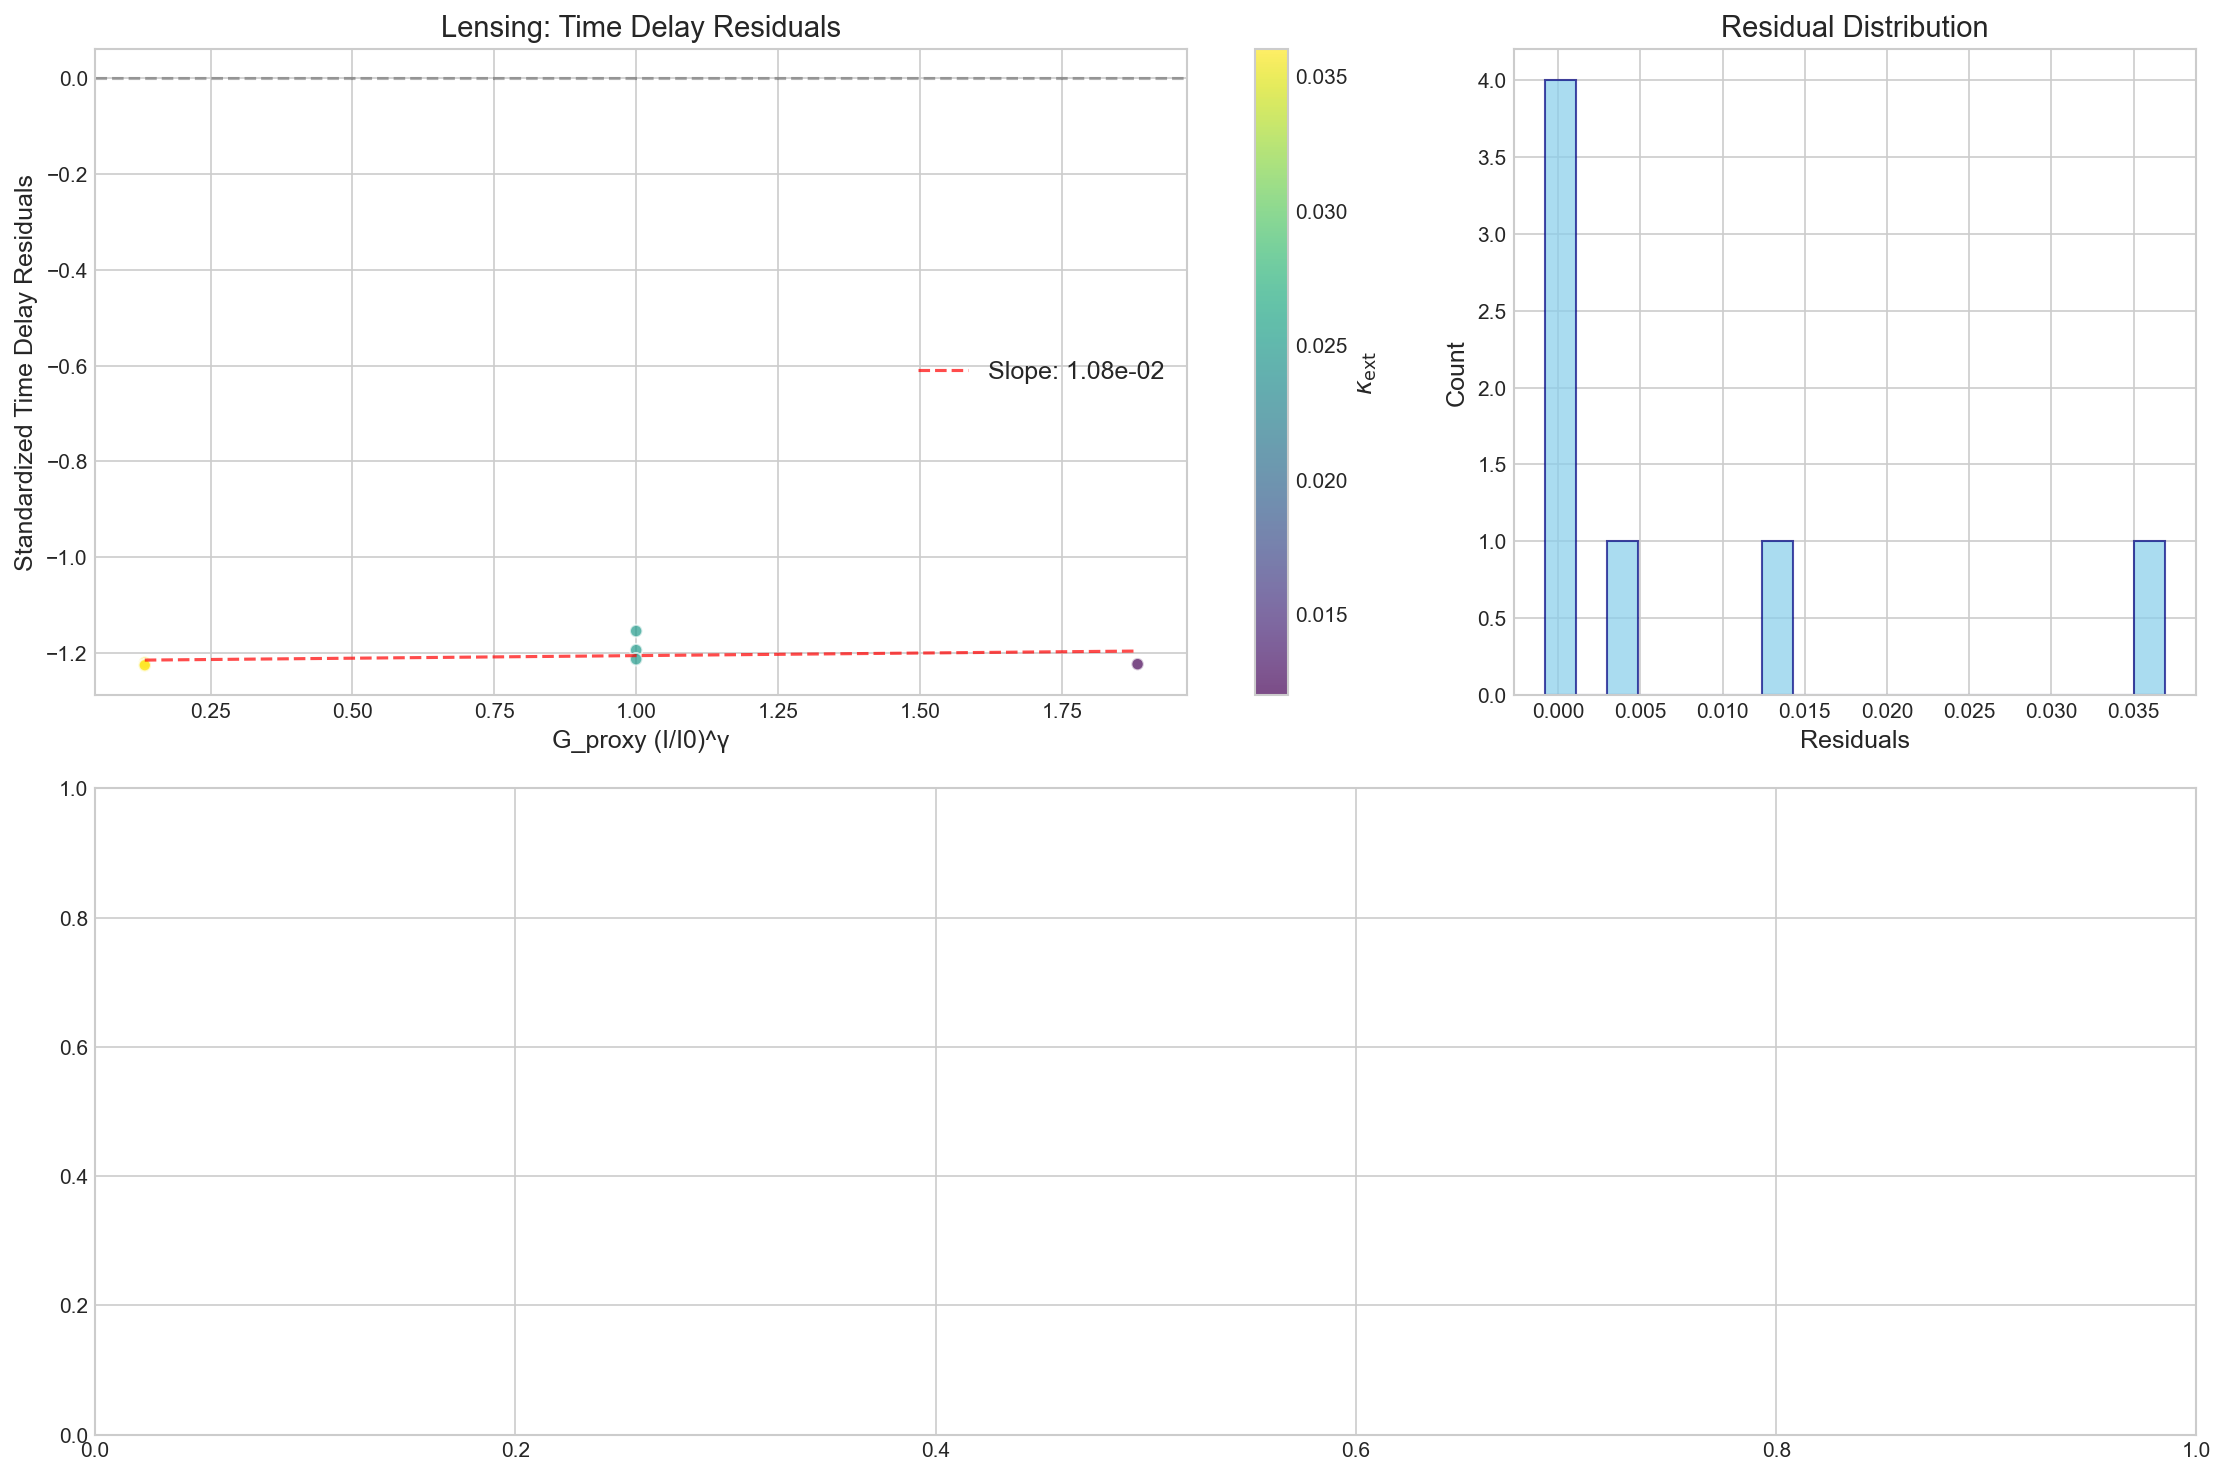 Lensing: Time Delay Residuals
Standardized Time Delay Residuals
0.0
−0.2
−0.4
−0.6
−0.8
−1.0
−1.2
Slope: 1.08e-02
0.25 0.50 0.75 1.00 1.25 1.50 1.75
G_proxy (I/I0)^γ
0.035
0.030
0.025
0.020
0.015
κext
Residual Distribution
Count
4.0
3.5
3.0
2.5
2.0
1.5
1.0
0.5
0.0
0.000 0.005 0.010 0.015 0.020 0.025 0.030 0.035
Residuals
1.0
0.8
0.6
0.4
0.2
0.0
0.0 0.2 0.4 0.6 0.8 1.0